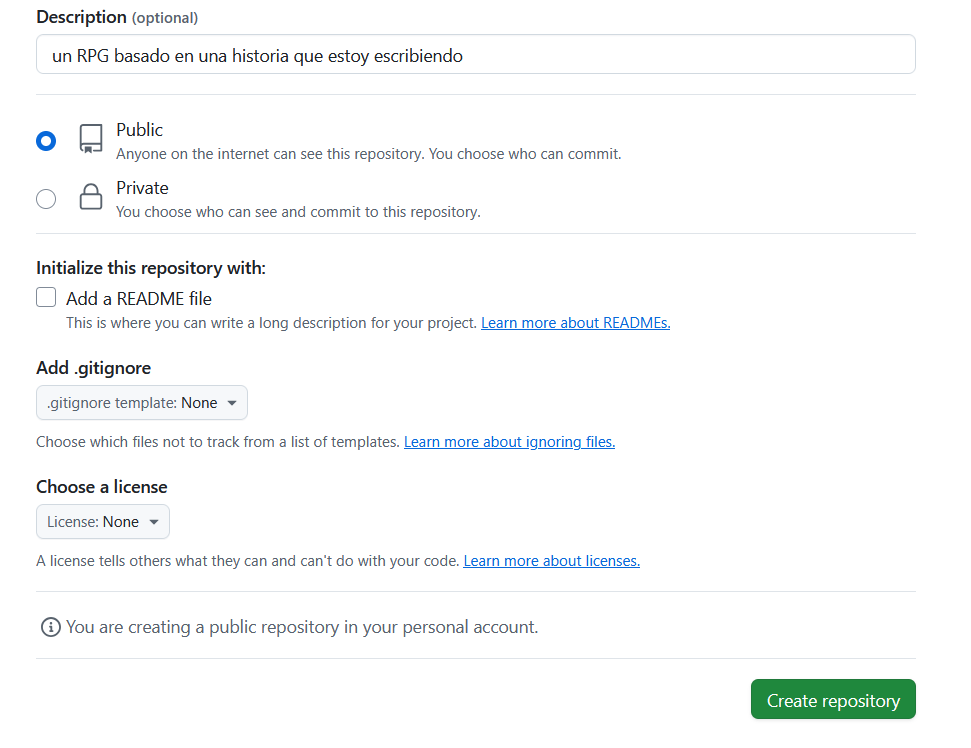 Description (optional)
un RPG basado en una historia que estoy escribiendo
Public
Anyone on the internet can see this repository. You choose who can commit.
Private
You choose who can see and commit to this repository.
Initialize this repository with:
Add a README file
This is where you can write a long description for your project. Learn more about READMEs.
Add .gitignore
.gitignore template: None
Choose which files not to track from a list of templates. Learn more about ignoring files.
Choose a license
License: None
A license tells others what they can and can't do with your code. Learn more about licenses.
You are creating a public repository in your personal account.
Create repository